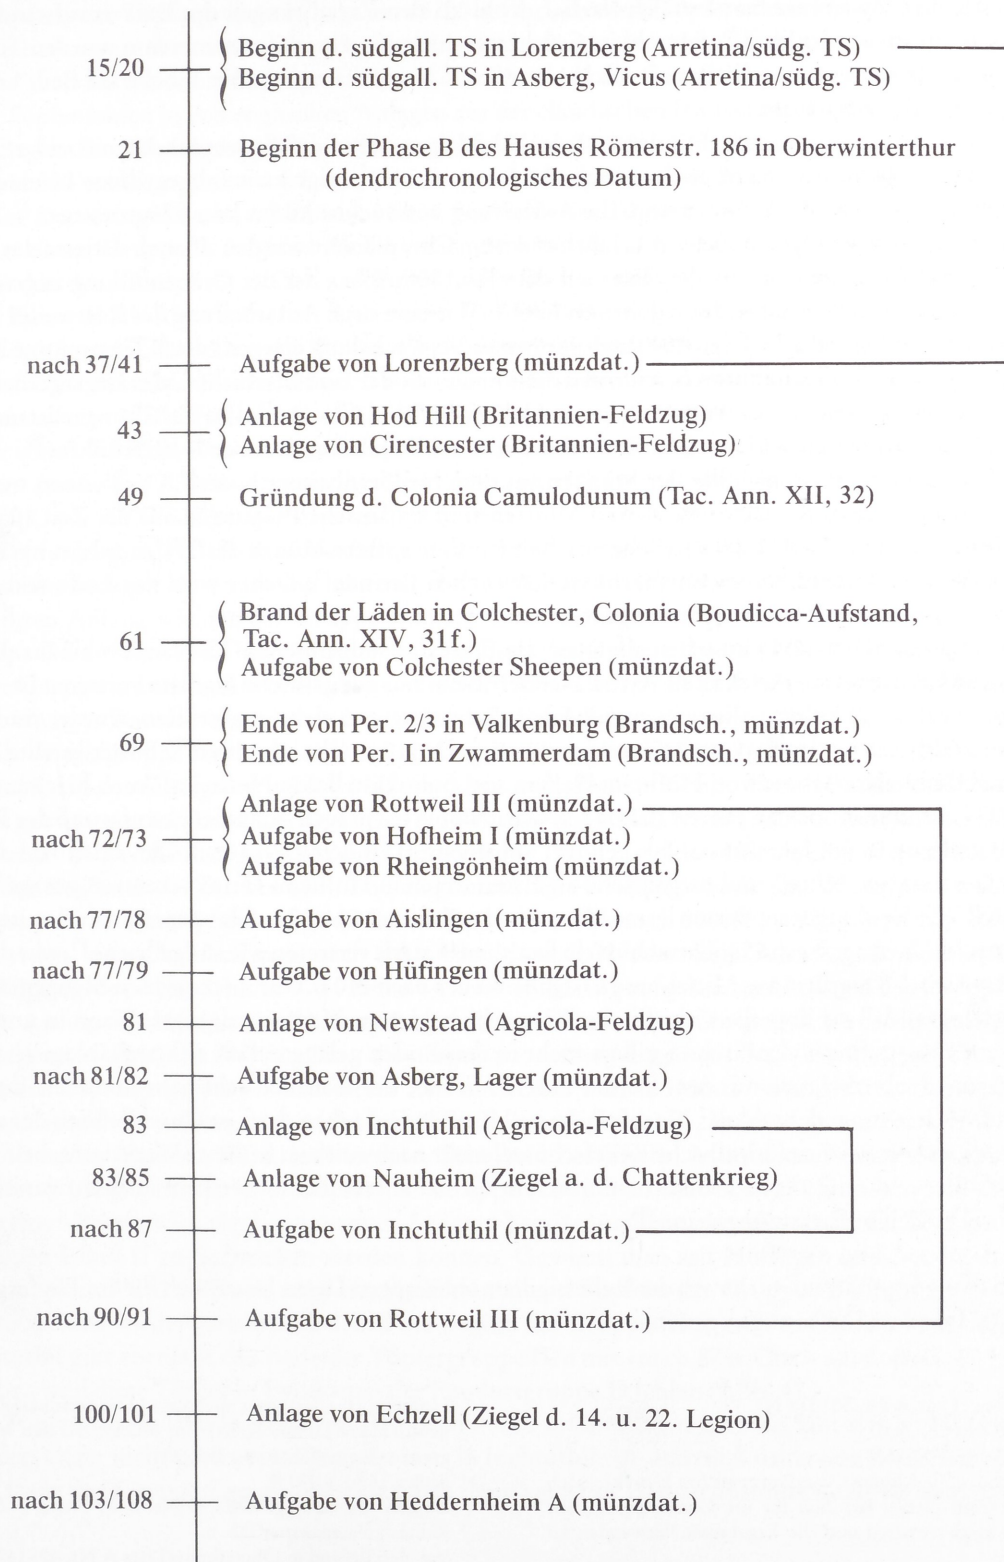 15/20 Beginn d. südgall. TS in Lorenzberg (Arretina/südg. TS)
Beginn d. südgall. TS in Asberg, Vicus (Arretina/südg. TS)
21 Beginn der Phase B des Hauses Römerstr. 186 in Oberwinterthur
(dendrochronologisches Datum)
nach 37/41 Aufgabe von Lorenzberg (münzdat.)
43 Anlage von Hod Hill (Britannien-Feldzug)
Anlage von Cirencester (Britannien-Feldzug)
49 Gründung d. Colonia Camulodunum (Tac. Ann. XII, 32)
61 Brand der Läden in Colchester, Colonia (Boudicca-Aufstand,
Tac. Ann. XIV, 31f.)
Aufgabe von Colchester Sheepen (münzdat.)
69 Ende von Per. 2/3 in Valkenburg (Brandsch., münzdat.)
Ende von Per. I in Zwammerdam (Brandsch., münzdat.)
nach 72/73 Anlage von Rottweil III (münzdat.)
Aufgabe von Hofheim I (münzdat.)
Aufgabe von Rheingönheim (münzdat.)
nach 77/78 Aufgabe von Aislingen (münzdat.)
nach 77/79 Aufgabe von Hüfingen (münzdat.)
81 Anlage von Newstead (Agricola-Feldzug)
nach 81/82 Aufgabe von Asberg, Lager (münzdat.)
83 Anlage von Inchtuthil (Agricola-Feldzug)
83/85 Anlage von Nauheim (Ziegel a. d. Chattenkrieg)
nach 87 Aufgabe von Inchtuthil (münzdat.)
nach 90/91 Aufgabe von Rottweil III (münzdat.)
100/101 Anlage von Echzell (Ziegel d. 14. u. 22. Legion)
nach 103/108 Aufgabe von Heddernheim A (münzdat.)